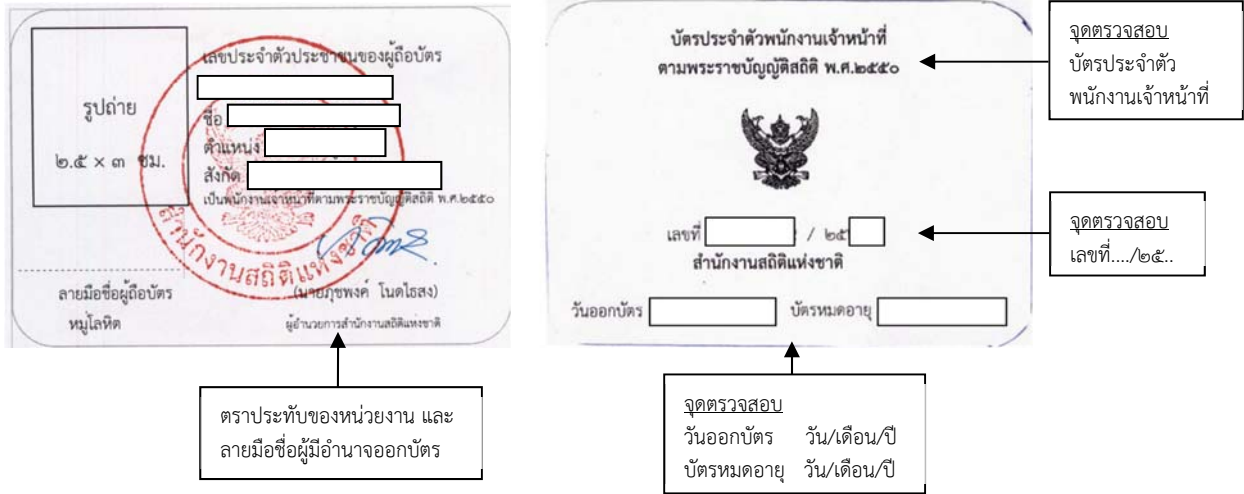 เลขประจำตัวประชาชนของผู้ถือบัตร
รูปถ่าย
๒.๕ × ๓ ซม.
ชื่อ
ตำแหน่ง
สังกัด
เป็นพนักงานเจ้าหน้าที่ตามพระราชบัญญัติสถิติ พ.ศ.๒๕๕๐
สำนักงานสถิติแห่งชาติ
ลายมือชื่อผู้ถือบัตร
หมู่โลหิต
(นายภุชพงค์ โนดไธสง)
ผู้อำนวยการสำนักงานสถิติแห่งชาติ
ตราประทับของหน่วยงาน และ
ลายมือชื่อผู้มีอำนาจออกบัตร
บัตรประจำตัวพนักงานเจ้าหน้าที่
ตามพระราชบัญญัติสถิติ พ.ศ.๒๕๕๐
เลขที่ / ๒๕
สำนักงานสถิติแห่งชาติ
วันออกบัตร บัตรหมดอายุ
จุดตรวจสอบ
บัตรประจำตัว
พนักงานเจ้าหน้าที่
จุดตรวจสอบ
เลขที่..../๒๕..
จุดตรวจสอบ
วันออกบัตร วัน/เดือน/ปี
บัตรหมดอายุ วัน/เดือน/ปี